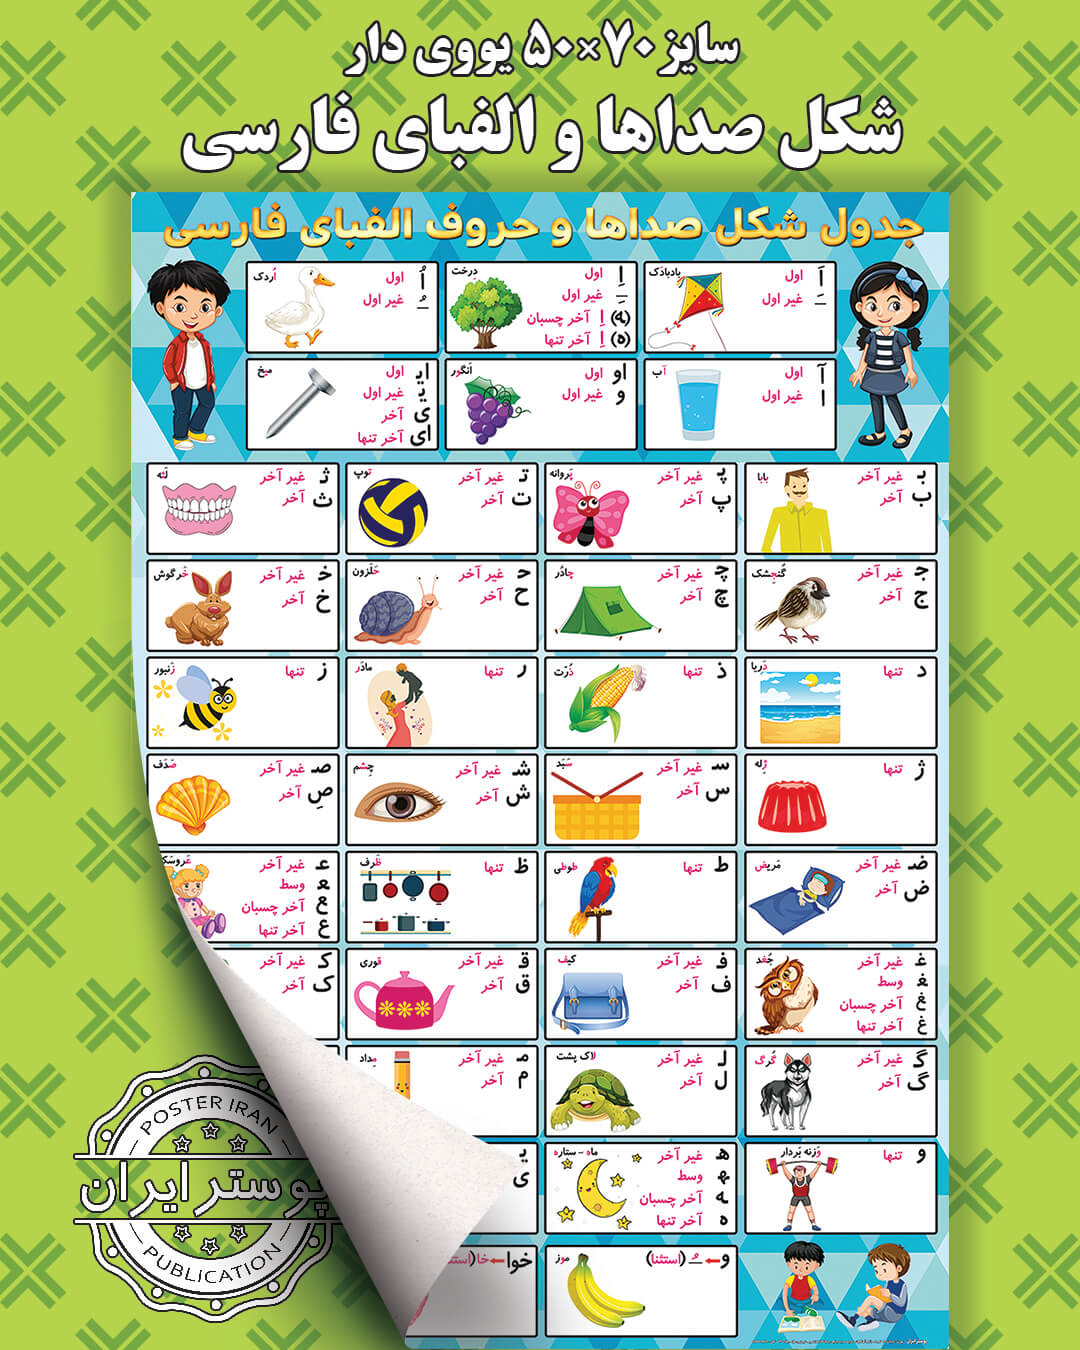 سایز ۷۰×۵۰ یووی دار
شکل صداها و الفبای فارسی
جدول شکل صداها و حروف الفبای فارسی
اَ اول
ـَ غیر اول
بادبادَک
اِ اول
ـِ غیر اول
(ـه) ـِ آخر چسبان
(ه) ـِ آخر تنها
دِرخت
اُ اول
ـُ غیر اول
اُردک
آ اول
ا غیر اول
آب
او اول
و غیر اول
اَنگور
ایـ اول
یـ غیر اول
ی آخر
ای آخر تنها
میخ
بـ غیر آخر
ب آخر
بابا
پـ غیر آخر
پ آخر
پَروانه
تـ غیر آخر
ت آخر
توپ
ثـ غیر آخر
ث آخر
لَثه
جـ غیر آخر
ج آخر
گُنجِشک
چـ غیر آخر
چ آخر
چادُر
حـ غیر آخر
ح آخر
حَلَزون
خـ غیر آخر
خ آخر
خَرگوش
د تنها
دَریا
ذ تنها
ذُرَت
ر تنها
مادَر
ز تنها
زَنبور
ژ تنها
ژِله
سـ غیر آخر
س آخر
سَبَد
شـ غیر آخر
ش آخر
چِشم
صـ غیر آخر
ص آخر
صَدَف
ضـ غیر آخر
ض آخر
مَریض
ط تنها
طوطی
ظ تنها
ظَرف
عـ غیر آخر
ـعـ وسط
ـع آخر چسبان
ع آخر تنها
غـ غیر آخر
ـغـ وسط
ـغ آخر چسبان
غ آخر تنها
جُغد
فـ غیر آخر
ف آخر
کیف
قـ غیر آخر
ق آخر
قوری
کـ غیر آخر
ک آخر
گـ غیر آخر
گ آخر
گُرگ
لـ غیر آخر
ل آخر
لاک پشت
مـ غیر آخر
م آخر
مِداد
و تنها
وَزنه بَردار
هـ غیر آخر
ـهـ وسط
ـه آخر چسبان
ه آخر تنها
ماه - ستاره
یـ
ی
و ← ـُ (استثنا)
موز
خوا ← خا
POSTER IRAN
پوستر ایران
PUBLICATION